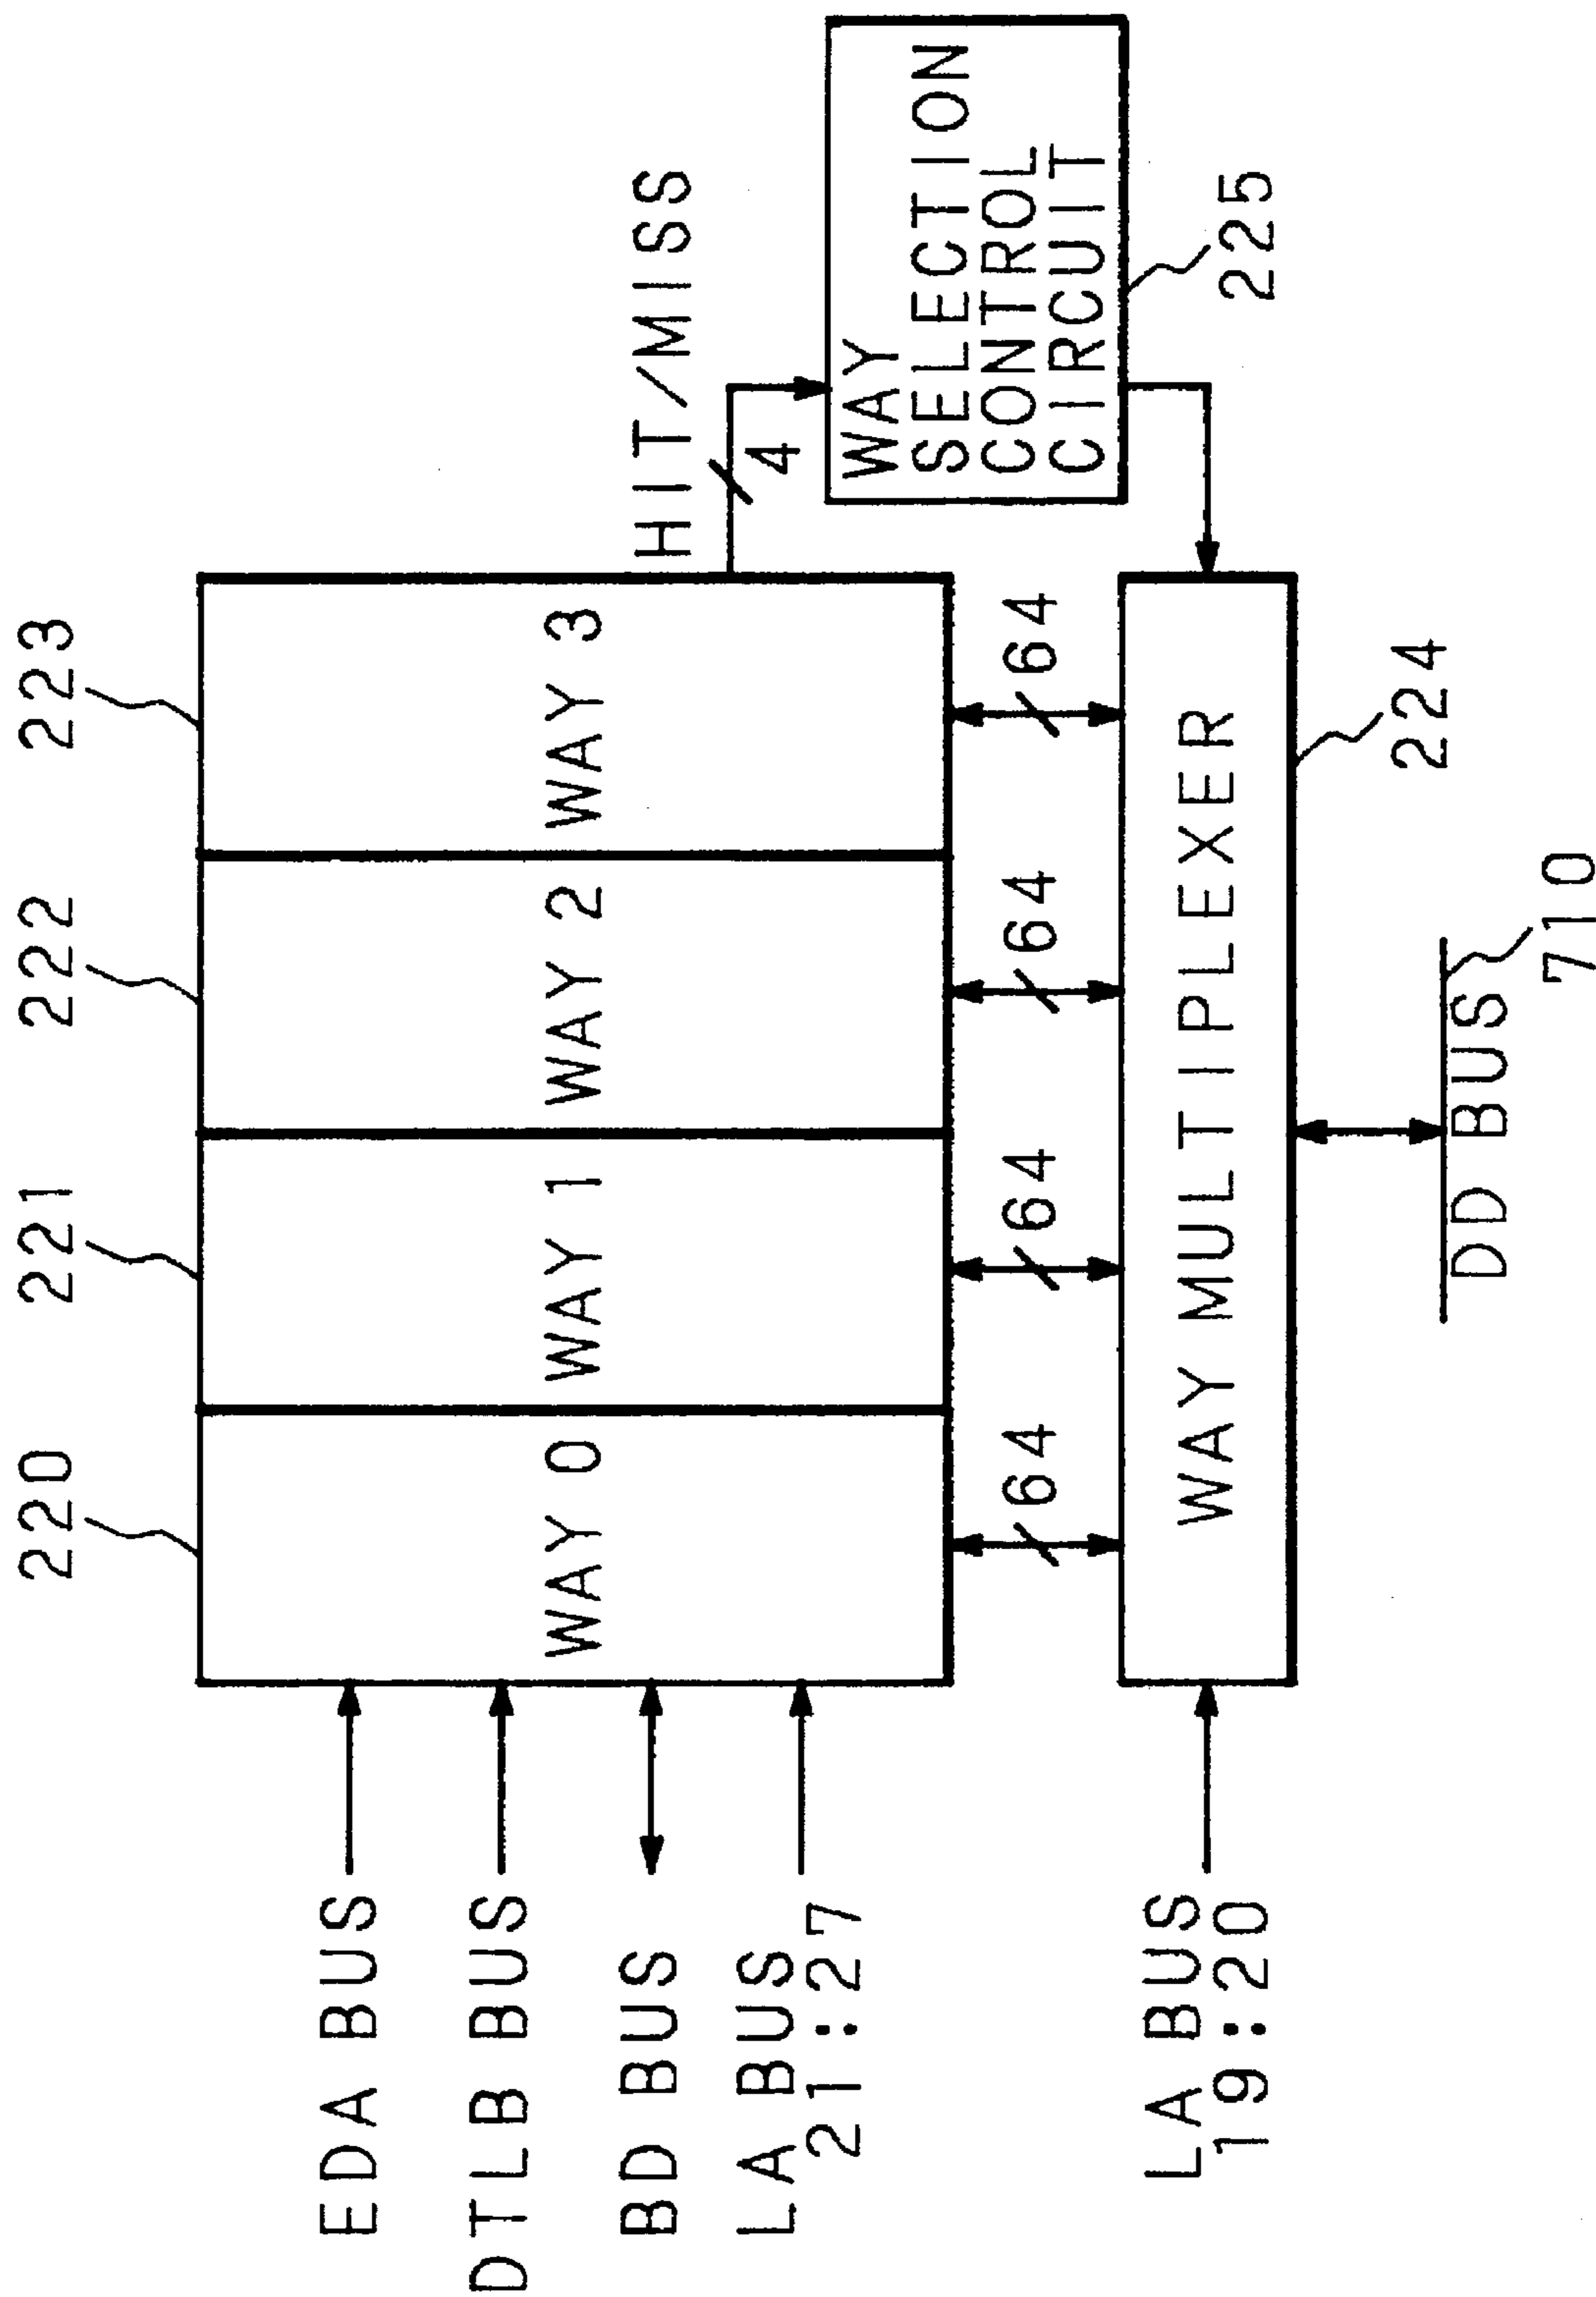 220
221
222
223
EDA BUS
DTLB BUS
BD BUS
LA BUS
21:27
WAY 0
WAY 1
WAY 2
WAY 3
HIT/MISS
4
WAY
SELECTION
CONTROL
CIRCUIT
225
64
64
64
64
LA BUS
19:20
WAY MULTIPLEXER
224
DD BUS
710